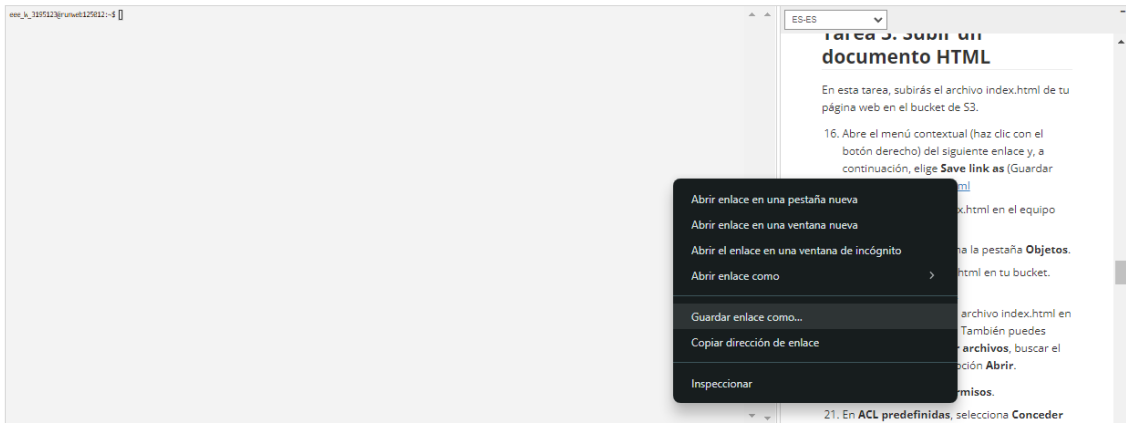 eee_W_3195123@runweb125012:~$ []
ES-ES
Tarea 3: Subir un
documento HTML
En esta tarea, subirás el archivo index.html de tu
página web en el bucket de S3.
16. Abre el menú contextual (haz clic con el
botón derecho) del siguiente enlace y, a
continuación, elige Save link as (Guardar
ml
x.html en el equipo
na la pestaña Objetos.
html en tu bucket.
archivo index.html en
También puedes
r archivos, buscar el
pción Abrir.
rmisos.
21. En ACL predefinidas, selecciona Conceder
Abrir enlace en una pestaña nueva
Abrir enlace en una ventana nueva
Abrir el enlace en una ventana de incógnito
Abrir enlace como
Guardar enlace como...
Copiar dirección de enlace
Inspeccionar